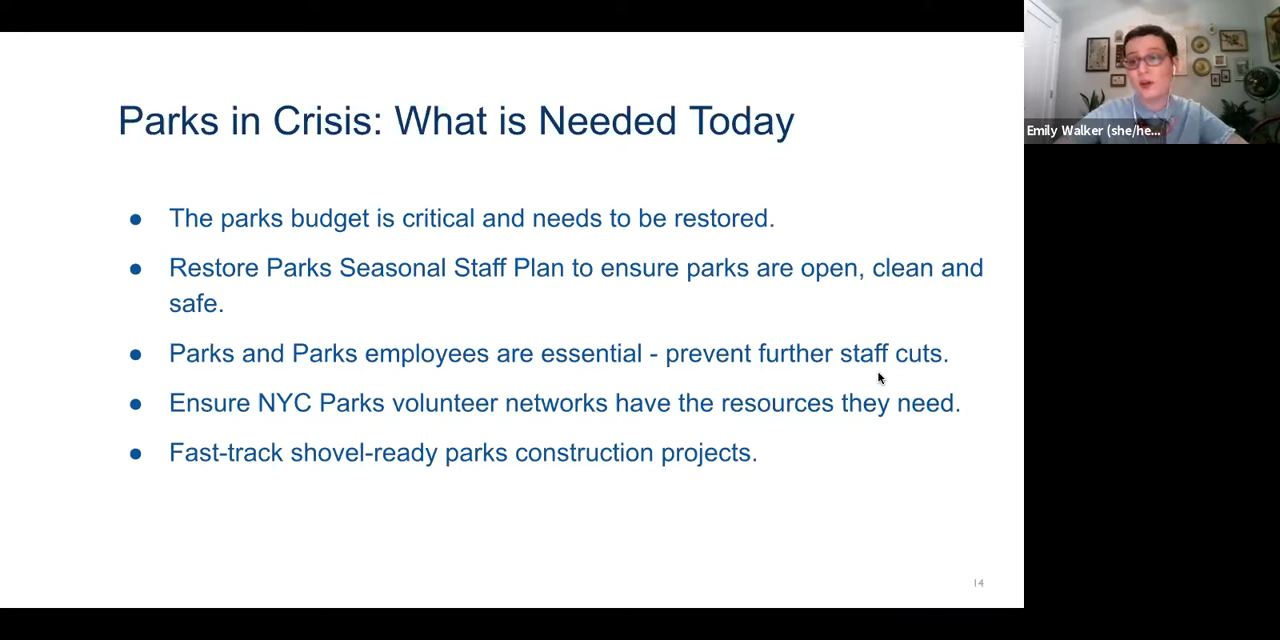 Parks in Crisis: What is Needed Today
● The parks budget is critical and needs to be restored.
● Restore Parks Seasonal Staff Plan to ensure parks are open, clean and
safe.
● Parks and Parks employees are essential - prevent further staff cuts.
● Ensure NYC Parks volunteer networks have the resources they need.
● Fast-track shovel-ready parks construction projects.
14
Emily Walker (she/he...